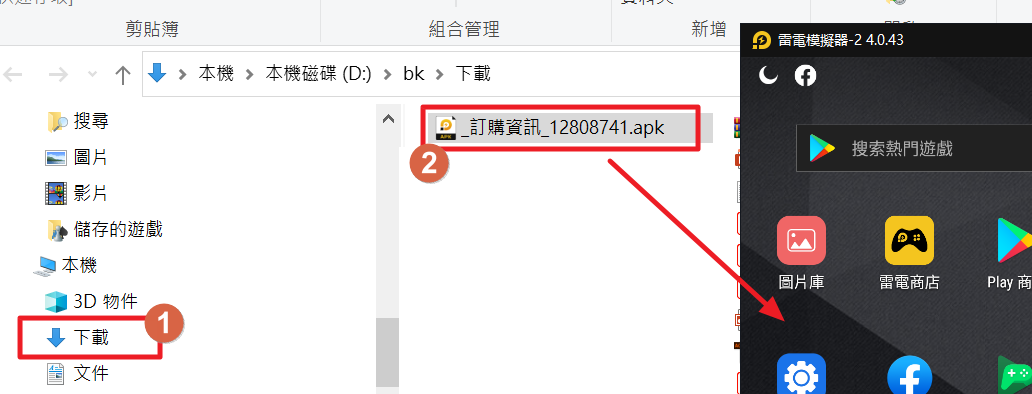 剪貼簿
組合管理
新增
雷電模擬器-2 4.0.43
本機 本機磁碟 (D:) bk 下載
搜尋
圖片
影片
儲存的遊戲
本機
3D 物件
下載
文件
1
_訂購資訊_12808741.apk
2
搜索熱門遊戲
圖片庫
雷電商店
Play 商